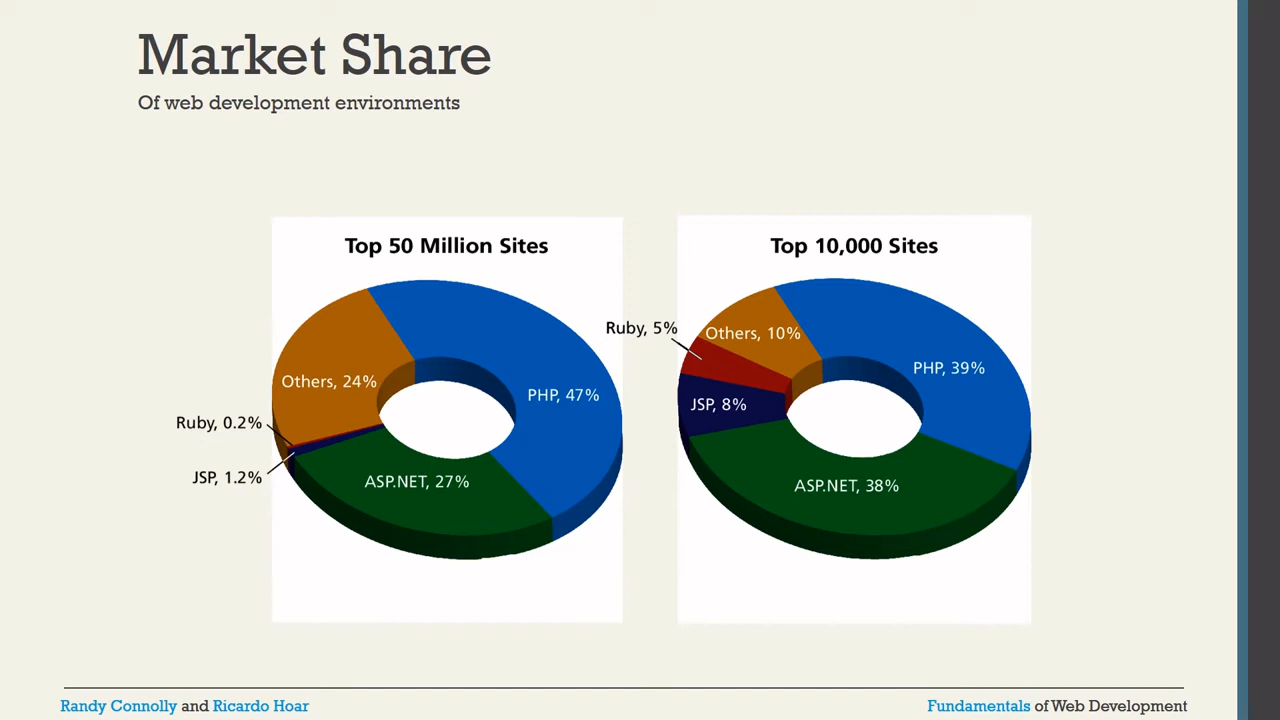 Market Share
Of web development environments
Top 50 Million Sites
Others, 24%
PHP, 47%
Ruby, 0.2%
JSP, 1.2%
ASP.NET, 27%
Top 10,000 Sites
Ruby, 5%
Others, 10%
PHP, 39%
JSP, 8%
ASP.NET, 38%
Randy Connolly and Ricardo Hoar
Fundamentals of Web Development